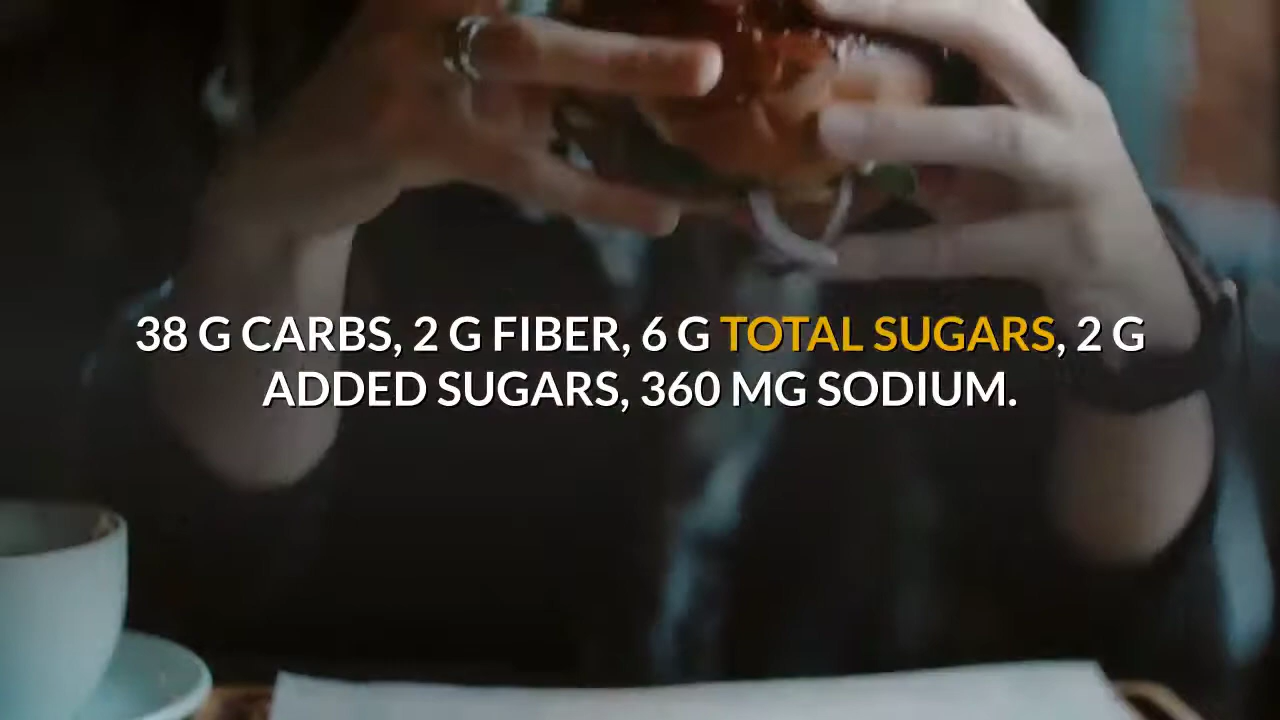 38 G CARBS, 2 G FIBER, 6 G TOTAL SUGARS, 2 G
ADDED SUGARS, 360 MG SODIUM.